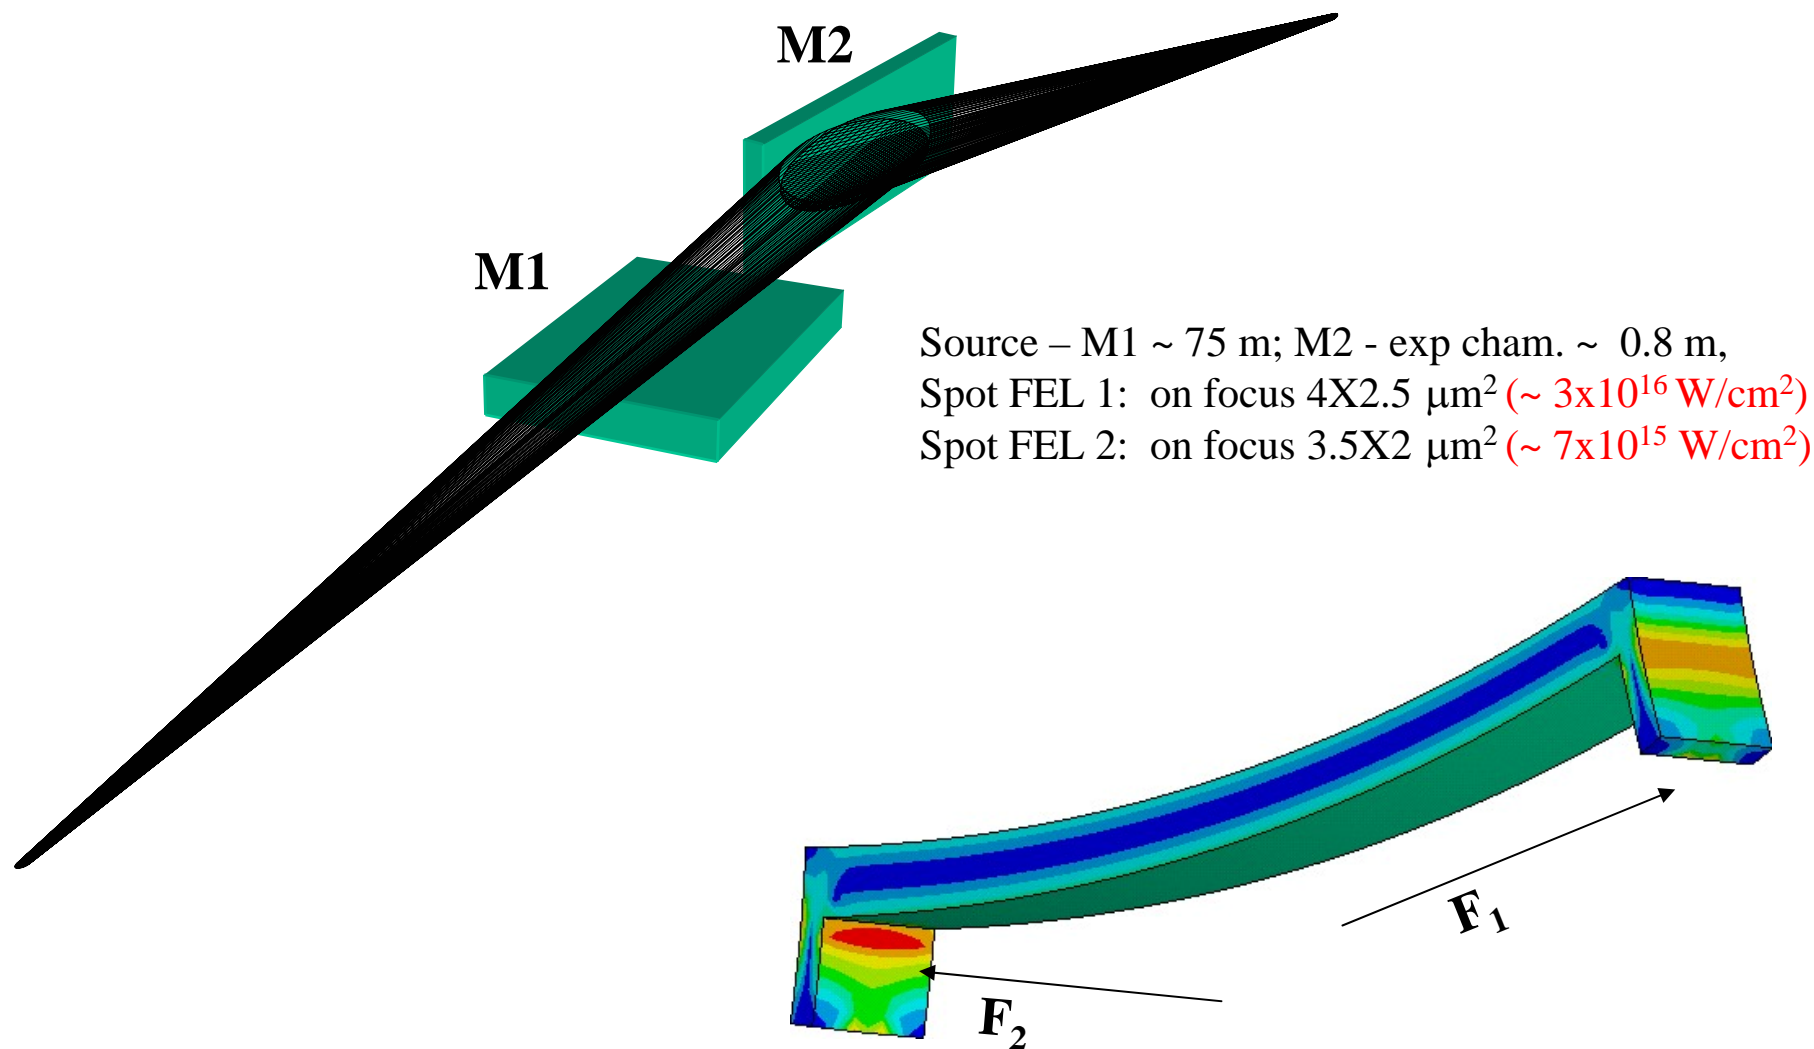 M2
M1
Source – M1 ~ 75 m; M2 - exp cham. ~ 0.8 m,
Spot FEL 1: on focus 4X2.5 μm² (~ 3x10¹⁶ W/cm²)
Spot FEL 2: on focus 3.5X2 μm² (~ 7x10¹⁵ W/cm²)
F₁
F₂